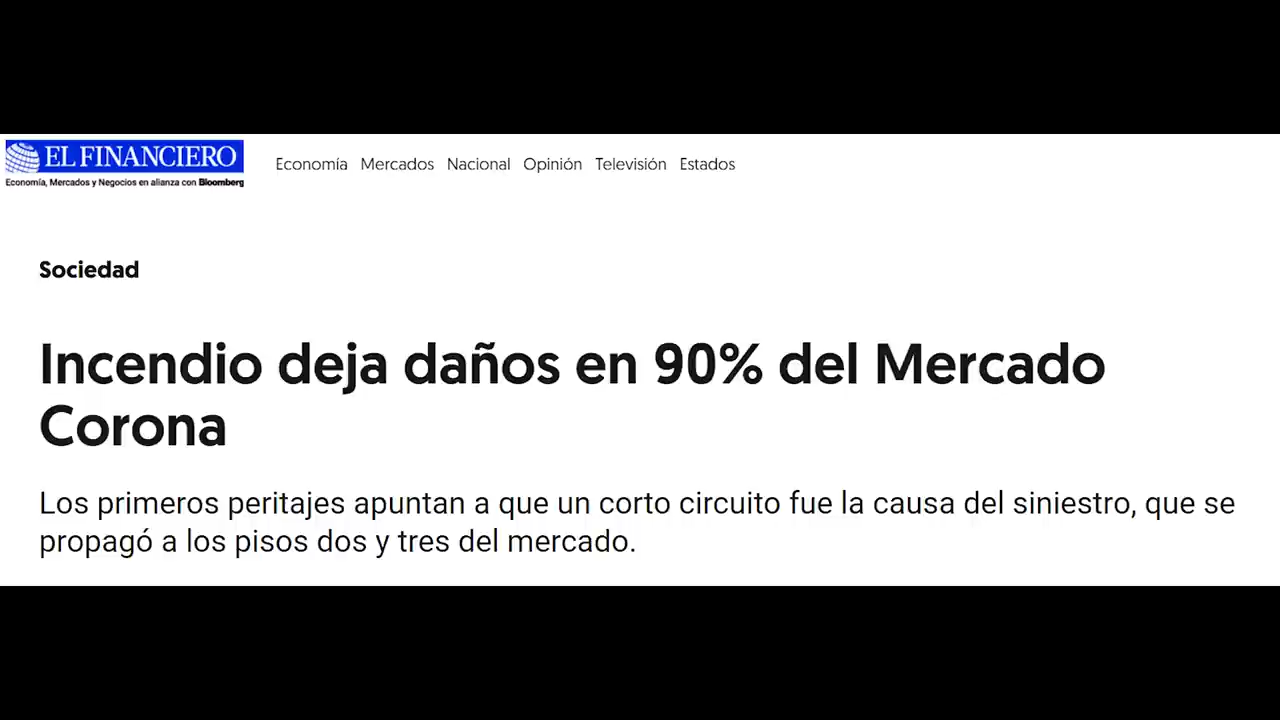 EL FINANCIERO
Economía, Mercados y Negocios en alianza con Bloomberg
Economía Mercados Nacional Opinión Televisión Estados
Sociedad
Incendio deja daños en 90% del Mercado
Corona
Los primeros peritajes apuntan a que un corto circuito fue la causa del siniestro, que se
propagó a los pisos dos y tres del mercado.